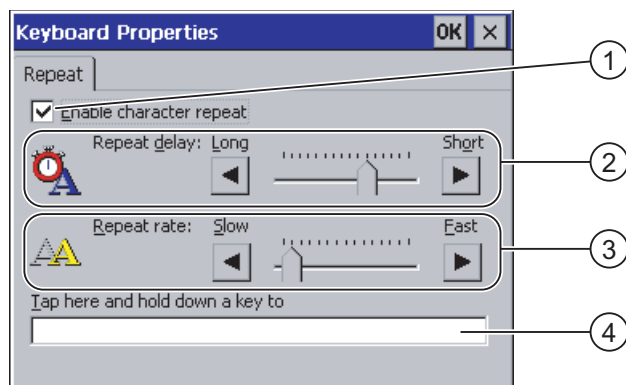 Keyboard Properties OK ×
Repeat
Enable character repeat
Repeat delay: Long Short
Repeat rate: Slow Fast
Tap here and hold down a key to
1
2
3
4